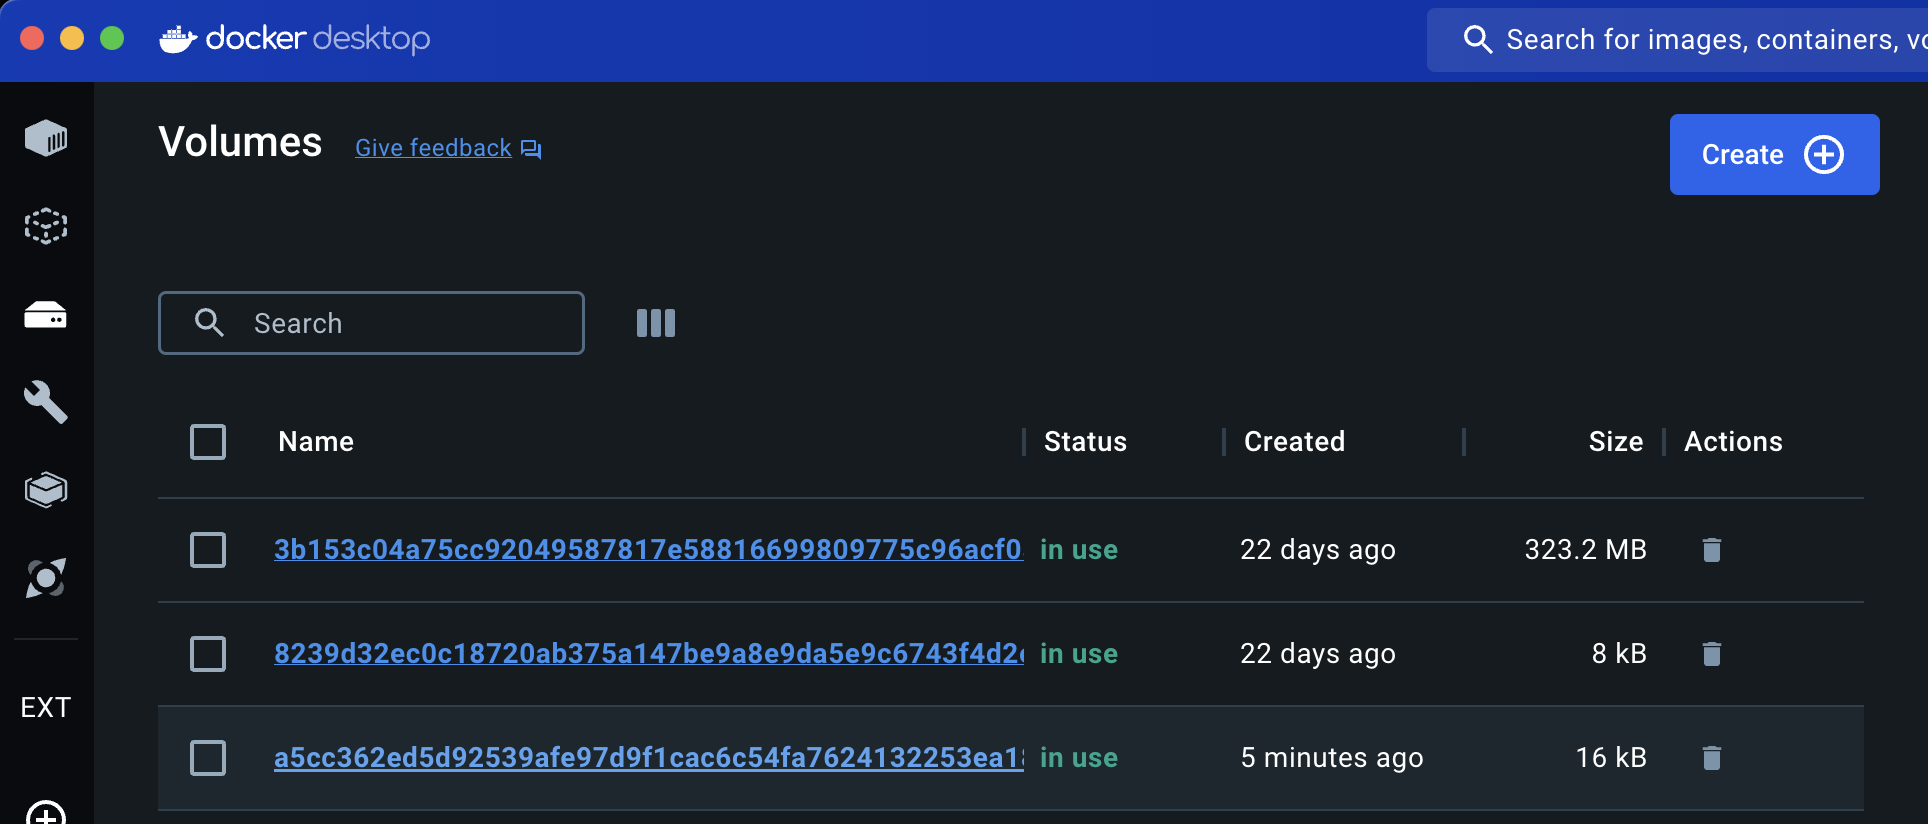 docker desktop
Search for images, containers, vo
Volumes
Give feedback
Create
Search
Name Status Created Size Actions
3b153c04a75cc92049587817e58816699809775c96acf0 in use 22 days ago 323.2 MB
8239d32ec0c18720ab375a147be9a8e9da5e9c6743f4d2 in use 22 days ago 8 kB
a5cc362ed5d92539afe97d9f1cac6c54fa7624132253ea1 in use 5 minutes ago 16 kB
EXT